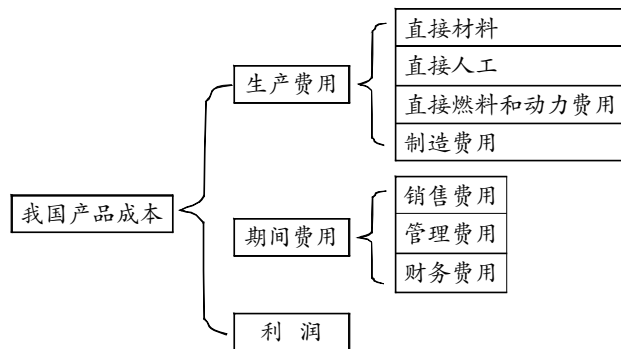 我国产品成本
生产费用
直接材料
直接人工
直接燃料和动力费用
制造费用
期间费用
销售费用
管理费用
财务费用
利 润